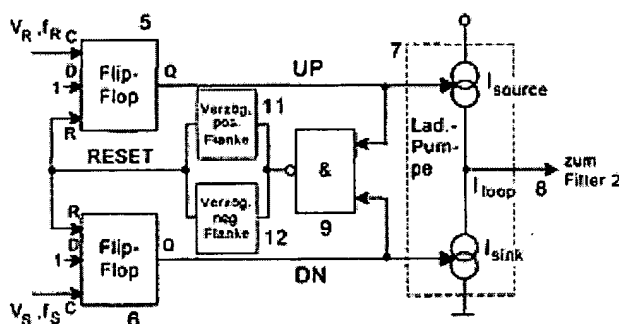 5
V_R ,f_R C
D
1
R
Flip-
Flop
Q
UP
Verzög.
pos.
Flanke
11
RESET
&
9
Verzög.
neg
Flanke
12
R
D
1
V_S ,f_S C
Flip-
Flop
6
Q
DN
7
Lad.-
Pum-
pe
I_source
I_loop
8
zum
Filter 2
I_sink